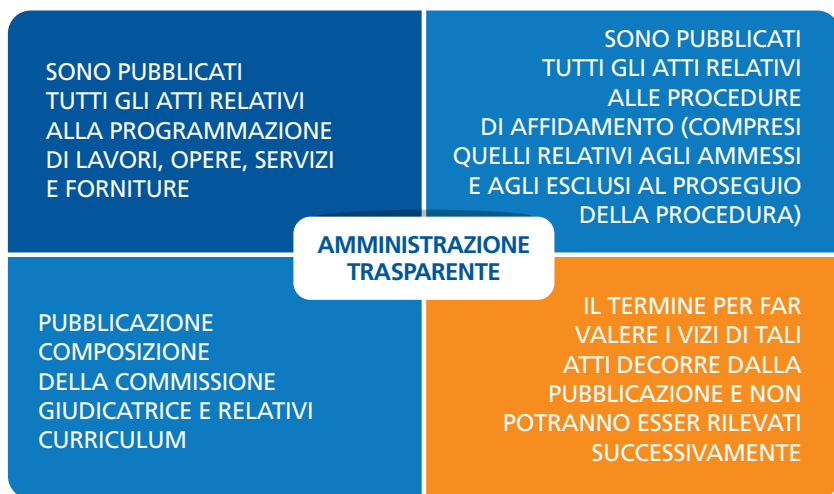 SONO PUBBLICATI
TUTTI GLI ATTI RELATIVI
ALLA PROGRAMMAZIONE
DI LAVORI, OPERE, SERVIZI
E FORNITURE
SONO PUBBLICATI
TUTTI GLI ATTI RELATIVI
ALLE PROCEDURE
DI AFFIDAMENTO (COMPRESI
QUELLI RELATIVI AGLI AMMESSI
E AGLI ESCLUSI AL PROSEGUIO
DELLA PROCEDURA)
AMMINISTRAZIONE
TRASPARENTE
PUBBLICAZIONE
COMPOSIZIONE
DELLA COMMISSIONE
GIUDICATRICE E RELATIVI
CURRICULUM
IL TERMINE PER FAR
VALERE I VIZI DI TALI
ATTI DECORRE DALLA
PUBBLICAZIONE E NON
POTRANNO ESSER RILEVATI
SUCCESSIVAMENTE